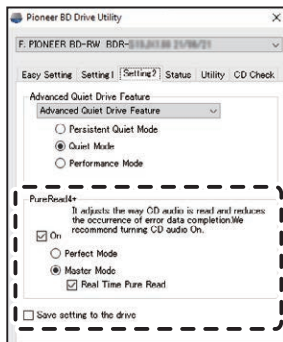 Pioneer BD Drive Utility
F. PIONEER BD-RW BDR- 21/09/21
Easy Setting Setting1 Setting2 Status Utility CD Check
Advanced Quiet Drive Feature
Advanced Quiet Drive Feature
Persistent Quiet Mode
Quiet Mode
Performance Mode
PureRead4+
It adjusts the way CD audio is read and reduces
the occurrence of error data completion.We
recommend turning CD audio On.
On
Perfect Mode
Master Mode
Real Time Pure Read
Save setting to the drive